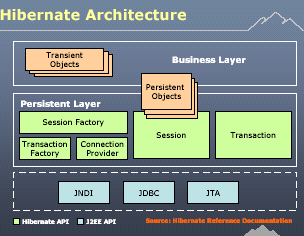 Hibernate Architecture
Transient
Objects
Business Layer
Persistent
Objects
Persistent Layer
Session Factory
Transaction
Factory
Connection
Provider
Session
Transaction
JNDI
JDBC
JTA
Hibernate API
J2EE API
Source: Hibernate Reference Documentation